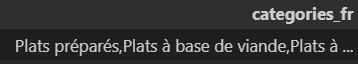 categories_fr
Plats préparés,Plats à base de viande,Plats à ...